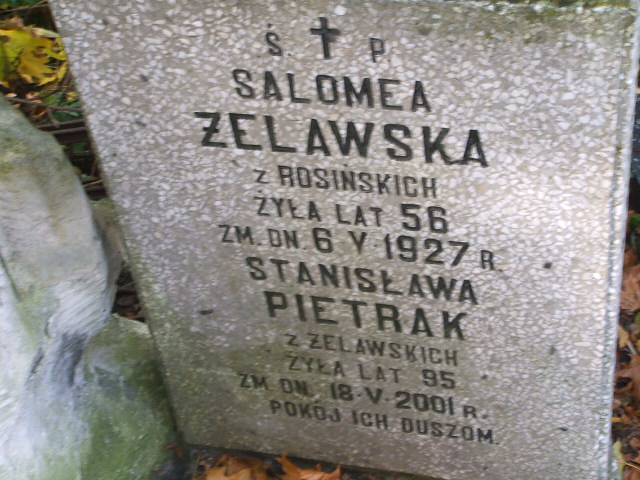 Ś. P.
SALOMEA
ŻELAWSKA
Z ROSIŃSKICH
ŻYŁA LAT 56
ZM. DN. 6 V. 1927 R.
STANISŁAWA
PIETRAK
Z ŻELAWSKICH
ŻYŁA LAT 95
ZM. DN. 18-V-2001 R.
POKÓJ ICH DUSZOM.